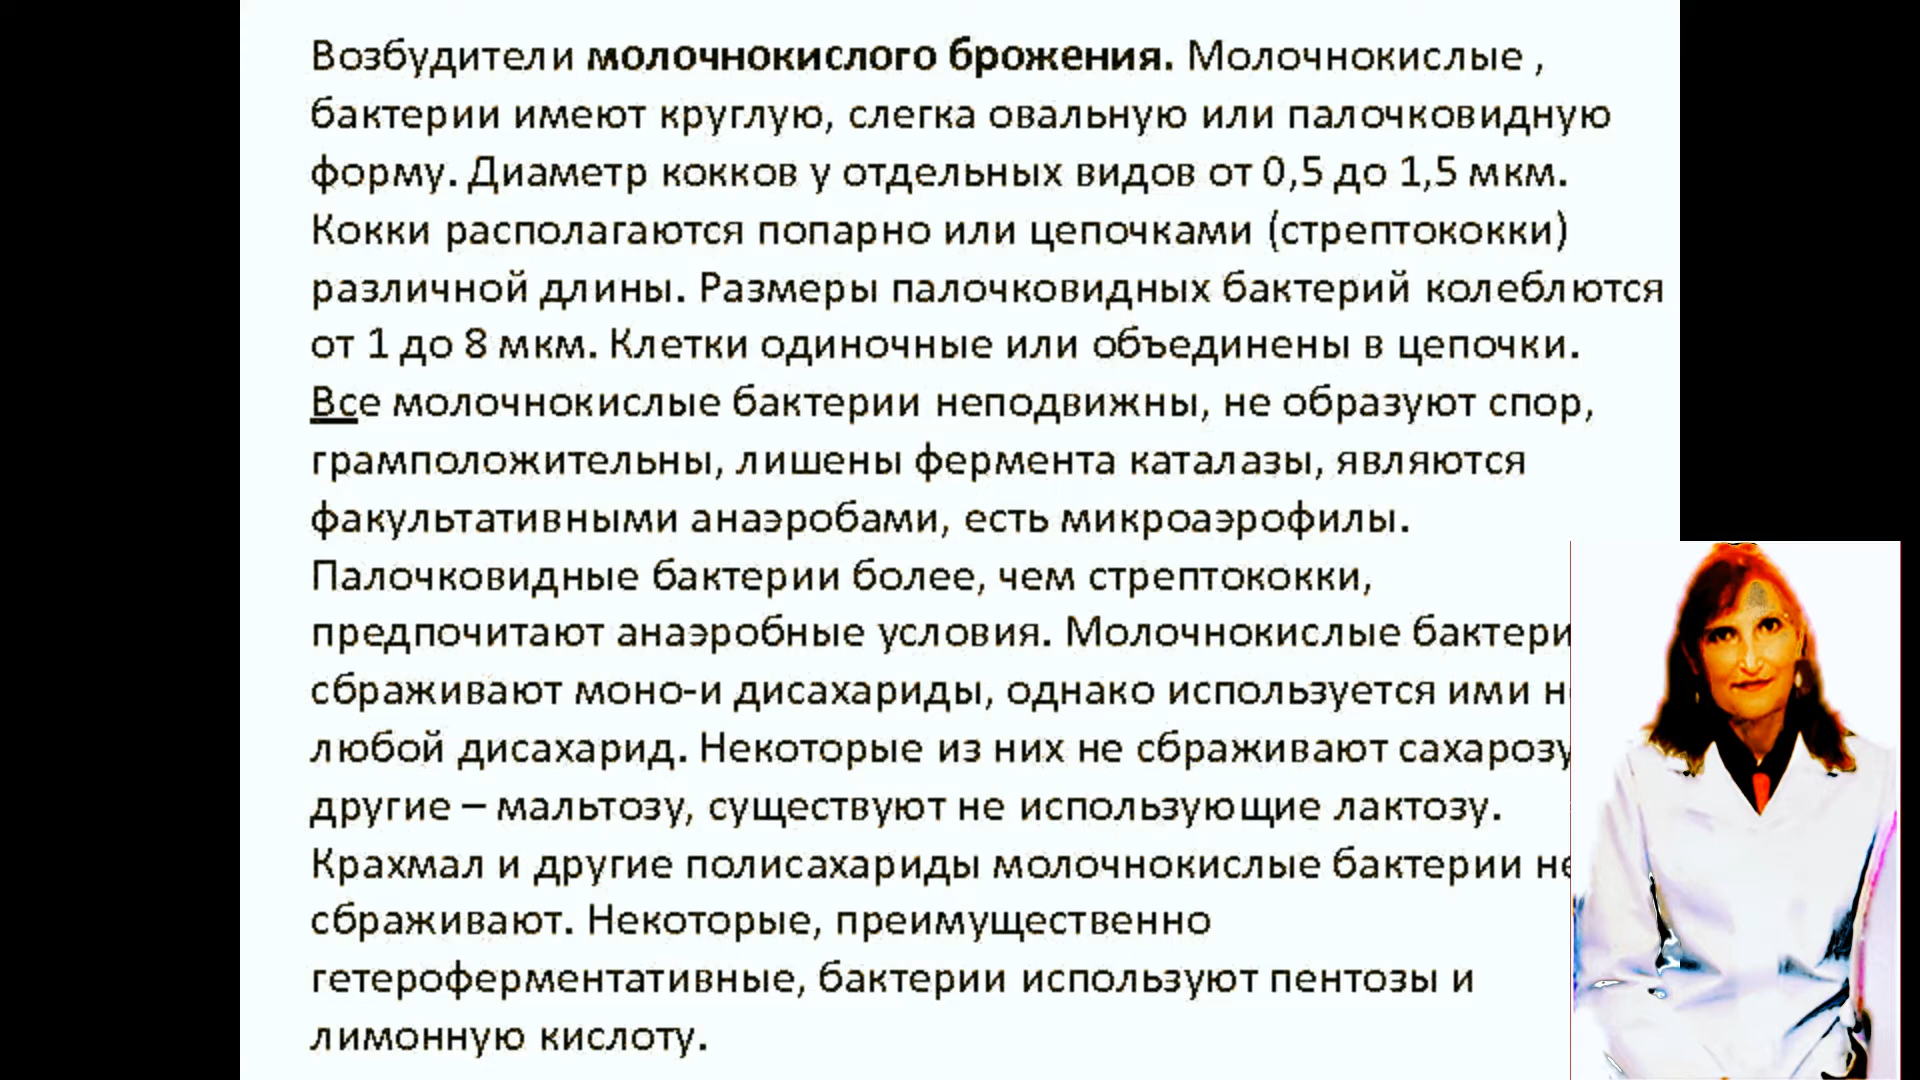 Возбудители молочнокислого брожения. Молочнокислые ,
бактерии имеют круглую, слегка овальную или палочковидную
форму. Диаметр кокков у отдельных видов от 0,5 до 1,5 мкм.
Кокки располагаются попарно или цепочками (стрептококки)
различной длины. Размеры палочковидных бактерий колеблются
от 1 до 8 мкм. Клетки одиночные или объединены в цепочки.
Все молочнокислые бактерии неподвижны, не образуют спор,
грамположительны, лишены фермента каталазы, являются
факультативными анаэробами, есть микроаэрофилы.
Палочковидные бактерии более, чем стрептококки,
предпочитают анаэробные условия. Молочнокислые бактери
сбраживают моно-и дисахариды, однако используется ими н
любой дисахарид. Некоторые из них не сбраживают сахарозу
другие – мальтозу, существуют не использующие лактозу.
Крахмал и другие полисахариды молочнокислые бактерии не
сбраживают. Некоторые, преимущественно
гетероферментативные, бактерии используют пентозы и
лимонную кислоту.